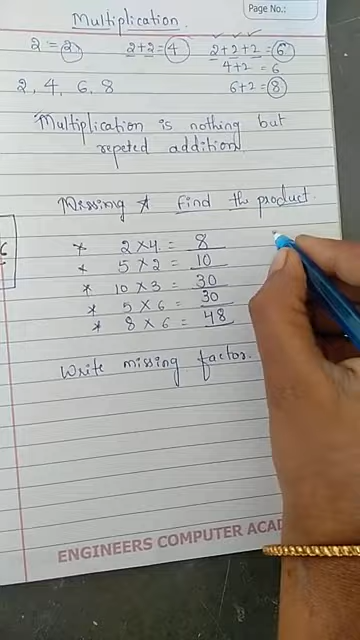 Multiplication.
Page No.:
2 = 2 2+2 = 4 2+2+2 = 6
4+2 = 6
2, 4, 6, 8 6+2 = 8
Multiplication is nothing but
repeted addition
Missing Find the product.
* 2 × 4 = 8
* 5 × 2 = 10
* 10 × 3 = 30
* 5 × 6 = 30
* 8 × 6 = 48
Write missing factor.
ENGINEERS COMPUTER ACAD